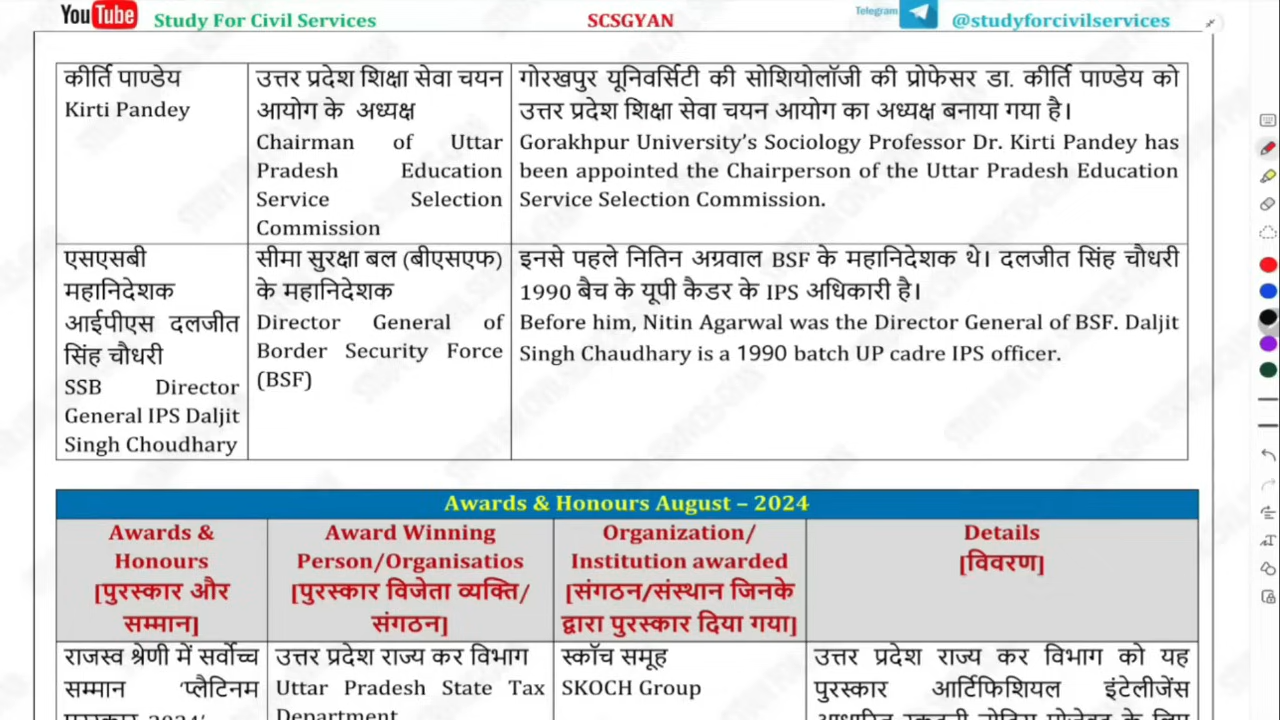 YouTube Study For Civil Services SCSGYAN Telegram @studyforcivilservices
कीर्ति पाण्डेय
Kirti Pandey
उत्तर प्रदेश शिक्षा सेवा चयन
आयोग के अध्यक्ष
Chairman of Uttar
Pradesh Education
Service Selection
Commission
गोरखपुर यूनिवर्सिटी की सोशियोलॉजी की प्रोफेसर डा. कीर्ति पाण्डेय को
उत्तर प्रदेश शिक्षा सेवा चयन आयोग का अध्यक्ष बनाया गया है।
Gorakhpur University's Sociology Professor Dr. Kirti Pandey has
been appointed the Chairperson of the Uttar Pradesh Education
Service Selection Commission.
एसएसबी
महानिदेशक
आईपीएस दलजीत
सिंह चौधरी
SSB Director
General IPS Daljit
Singh Choudhary
सीमा सुरक्षा बल (बीएसएफ)
के महानिदेशक
Director General of
Border Security Force
(BSF)
इनसे पहले नितिन अग्रवाल BSF के महानिदेशक थे। दलजीत सिंह चौधरी
1990 बैच के यूपी कैडर के IPS अधिकारी है।
Before him, Nitin Agarwal was the Director General of BSF. Daljit
Singh Chaudhary is a 1990 batch UP cadre IPS officer.
Awards & Honours August – 2024
Awards &
Honours
[पुरस्कार और
सम्मान]
Award Winning
Person/Organisatios
[पुरस्कार विजेता व्यक्ति/
संगठन]
Organization/
Institution awarded
[संगठन/संस्थान जिनके
द्वारा पुरस्कार दिया गया]
Details
[विवरण]
राजस्व श्रेणी में सर्वोच्च
सम्मान 'प्लैटिनम
उत्तर प्रदेश राज्य कर विभाग
Uttar Pradesh State Tax
Department
स्कॉच समूह
SKOCH Group
उत्तर प्रदेश राज्य कर विभाग को यह
पुरस्कार आर्टिफिशियल इंटेलीजेंस